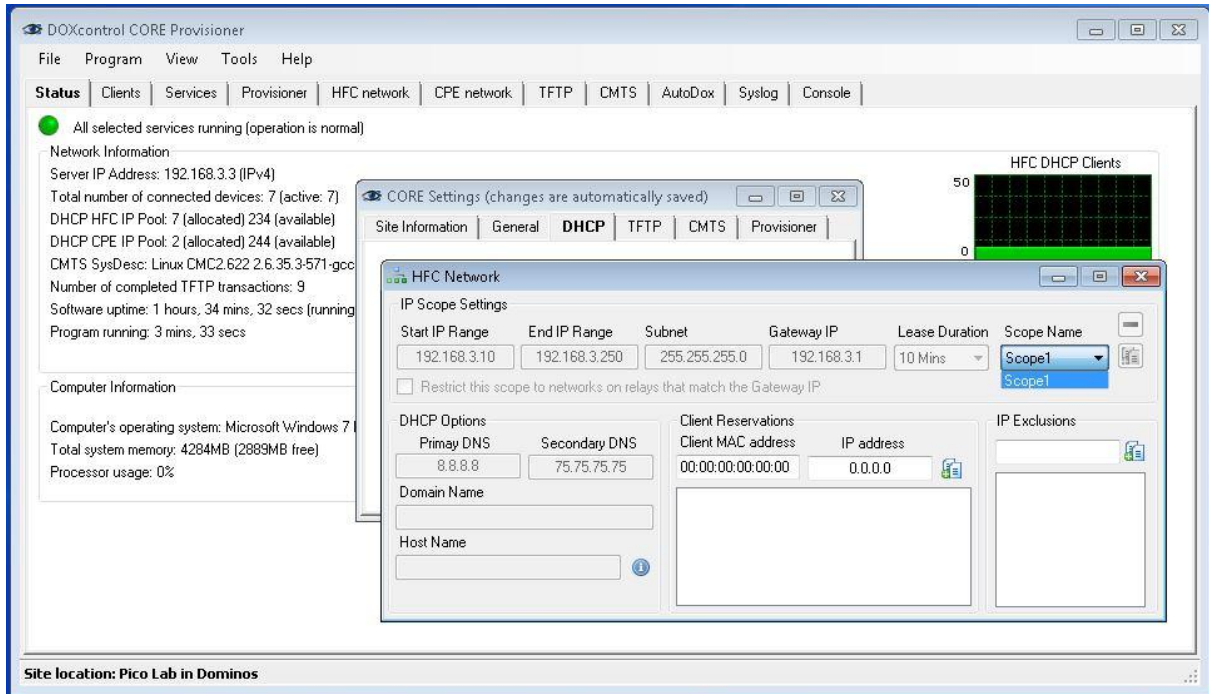 DOXcontrol CORE Provisioner
File Program View Tools Help
Status Clients Services Provisioner HFC network CPE network TFTP CMTS AutoDox Syslog Console
All selected services running (operation is normal)
Network Information
Server IP Address: 192.168.3.3 (IPv4)
Total number of connected devices: 7 (active: 7)
DHCP HFC IP Pool: 7 (allocated) 234 (available)
DHCP CPE IP Pool: 2 (allocated) 244 (available)
CMTS SysDesc: Linux CMC2.622 2.6.35.3-571-gcc
Number of completed TFTP transactions: 9
Software uptime: 1 hours, 34 mins, 32 secs (running
Program running: 3 mins, 33 secs
HFC DHCP Clients
50
0
Computer Information
Computer's operating system: Microsoft Windows 7
Total system memory: 4284MB (2889MB free)
Processor usage: 0%
CORE Settings (changes are automatically saved)
Site Information General DHCP TFTP CMTS Provisioner
HFC Network
IP Scope Settings
Start IP Range End IP Range Subnet Gateway IP Lease Duration Scope Name
192.168.3.10 192.168.3.250 255.255.255.0 192.168.3.1 10 Mins Scope1
Scope1
Restrict this scope to networks on relays that match the Gateway IP
DHCP Options
Primay DNS Secondary DNS
8.8.8.8 75.75.75.75
Domain Name
Host Name
Client Reservations
Client MAC address IP address
00:00:00:00:00:00 0.0.0.0
IP Exclusions
Site location: Pico Lab in Dominos